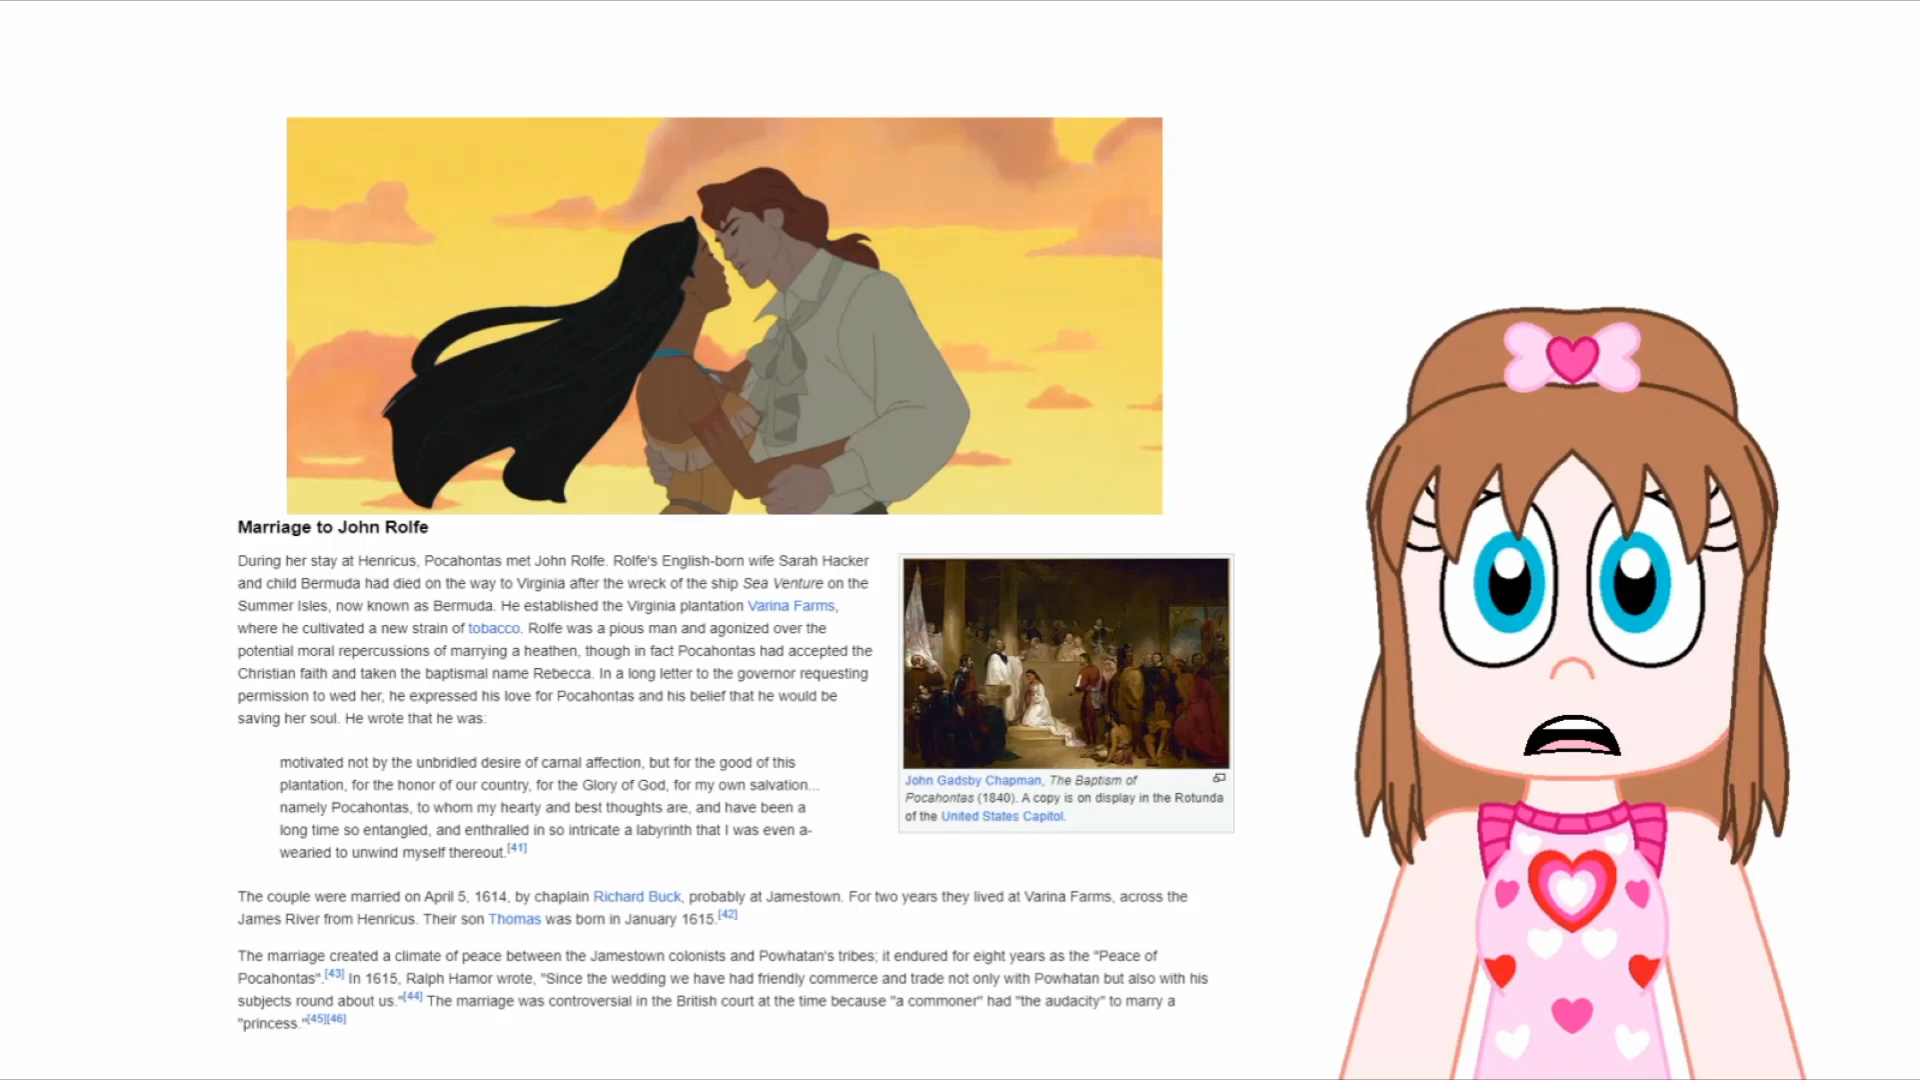 Marriage to John Rolfe
During her stay at Henricus, Pocahontas met John Rolfe. Rolfe's English-born wife Sarah Hacker
and child Bermuda had died on the way to Virginia after the wreck of the ship Sea Venture on the
Summer Isles, now known as Bermuda. He established the Virginia plantation Varina Farms,
where he cultivated a new strain of tobacco. Rolfe was a pious man and agonized over the
potential moral repercussions of marrying a heathen, though in fact Pocahontas had accepted the
Christian faith and taken the baptismal name Rebecca. In a long letter to the governor requesting
permission to wed her, he expressed his love for Pocahontas and his belief that he would be
saving her soul. He wrote that he was:
motivated not by the unbridled desire of carnal affection, but for the good of this
plantation, for the honor of our country, for the Glory of God, for my own salvation...
namely Pocahontas, to whom my hearty and best thoughts are, and have been a
long time so entangled, and enthralled in so intricate a labyrinth that I was even a-
wearied to unwind myself thereout.[41]
John Gadsby Chapman, The Baptism of
Pocahontas (1840). A copy is on display in the Rotunda
of the United States Capitol.
The couple were married on April 5, 1614, by chaplain Richard Buck, probably at Jamestown. For two years they lived at Varina Farms, across the
James River from Henricus. Their son Thomas was born in January 1615.[42]
The marriage created a climate of peace between the Jamestown colonists and Powhatan's tribes; it endured for eight years as the "Peace of
Pocahontas".[43] In 1615, Ralph Hamor wrote, "Since the wedding we have had friendly commerce and trade not only with Powhatan but also with his
subjects round about us."[44] The marriage was controversial in the British court at the time because "a commoner" had "the audacity" to marry a
"princess."[45][46]